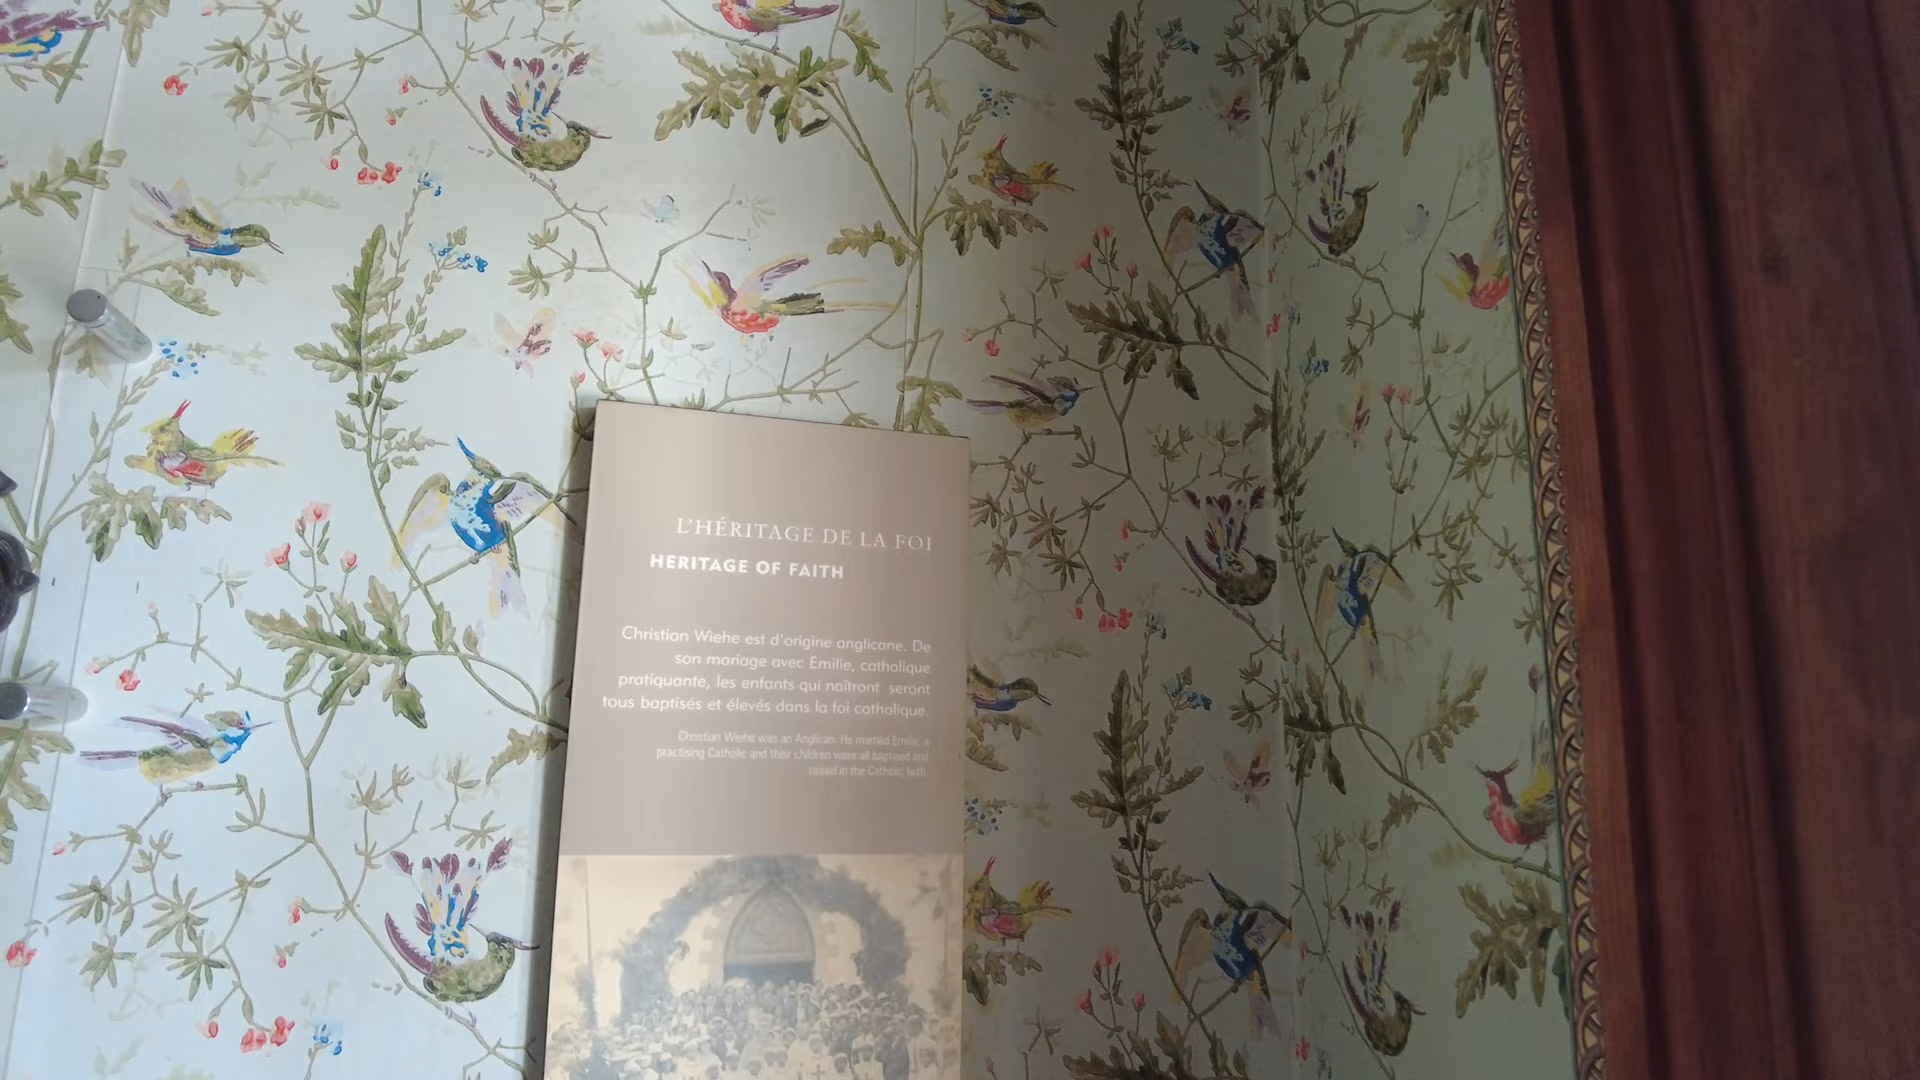 L'HÉRITAGE DE LA FOI
HERITAGE OF FAITH
Christian Wiehe est d'origine anglicane. De
son mariage avec Emilie, catholique
pratiquante, les enfants qui naîtront seront
tous baptisés et élevés dans la foi catholique.
Christian Wiehe was an Anglican. He married Emilie, a
practising Catholic and their children were all baptised and
raised in the Catholic faith.